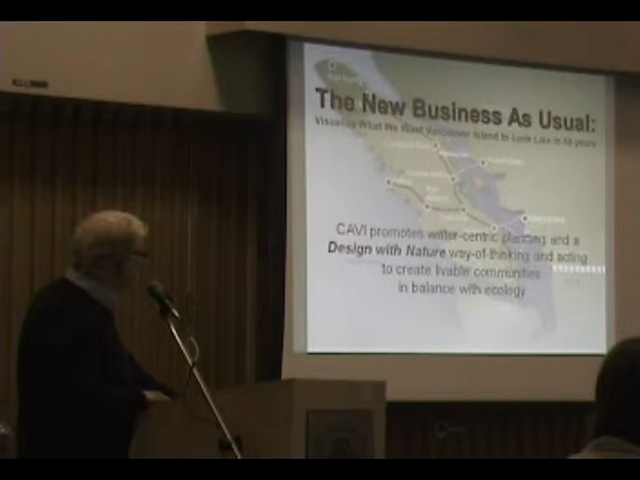 The New Business As Usual:
Visualize What We Want Vancouver Island to Look Like in 50 years
CAVI promotes water-centric planning and a
Design with Nature way-of-thinking and acting
to create livable communities
in balance with ecology